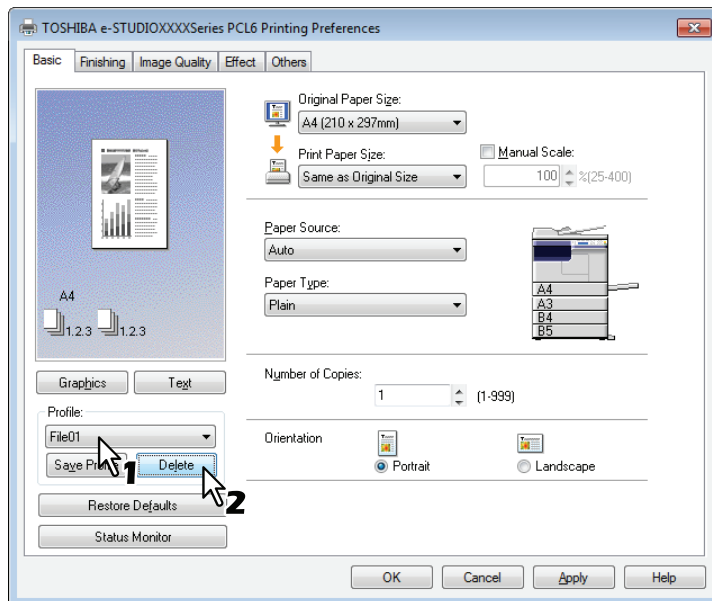 TOSHIBA e-STUDIOXXXXSeries PCL6 Printing Preferences
Basic Finishing Image Quality Effect Others
Original Paper Size:
A4 (210 x 297mm)
Print Paper Size:
Same as Original Size
Manual Scale:
100 %(25-400)
A4
1.2.3 1.2.3
Paper Source:
Auto
Paper Type:
Plain
A4
A3
B4
B5
Graphics Text
Number of Copies:
1 (1-999)
Profile:
File01
1
Save Delete
2
Orientation
Portrait Landscape
Restore Defaults
Status Monitor
OK Cancel Apply Help